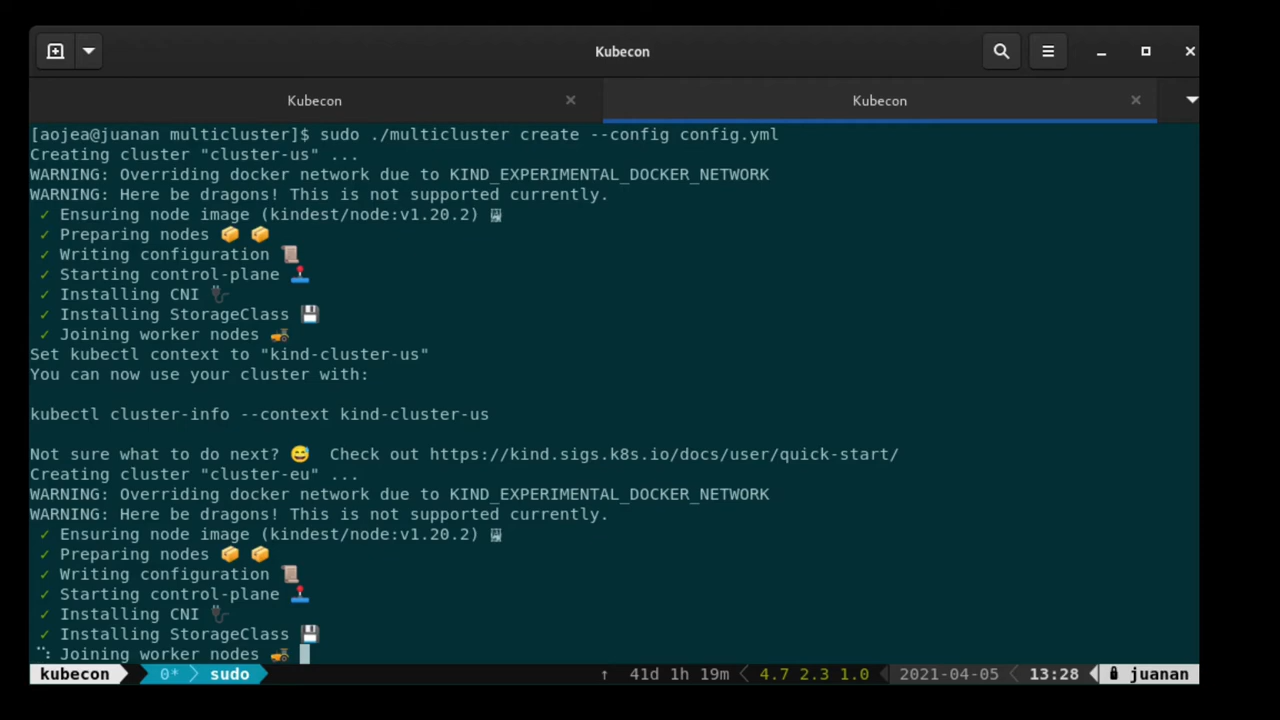 Kubecon
Kubecon
Kubecon
[aojea@juanan multicluster]$ sudo ./multicluster create --config config.yml
Creating cluster "cluster-us" ...
WARNING: Overriding docker network due to KIND_EXPERIMENTAL_DOCKER_NETWORK
WARNING: Here be dragons! This is not supported currently.
✓ Ensuring node image (kindest/node:v1.20.2) 🖼
✓ Preparing nodes 📦 📦
✓ Writing configuration 📜
✓ Starting control-plane 🕹️
✓ Installing CNI 🔌
✓ Installing StorageClass 💾
✓ Joining worker nodes 🚜
Set kubectl context to "kind-cluster-us"
You can now use your cluster with:
kubectl cluster-info --context kind-cluster-us
Not sure what to do next? 😅 Check out https://kind.sigs.k8s.io/docs/user/quick-start/
Creating cluster "cluster-eu" ...
WARNING: Overriding docker network due to KIND_EXPERIMENTAL_DOCKER_NETWORK
WARNING: Here be dragons! This is not supported currently.
✓ Ensuring node image (kindest/node:v1.20.2) 🖼
✓ Preparing nodes 📦 📦
✓ Writing configuration 📜
✓ Starting control-plane 🕹️
✓ Installing CNI 🔌
✓ Installing StorageClass 💾
Joining worker nodes 🚜
kubecon 0* sudo ↑ 41d 1h 19m 4.7 2.3 1.0 2021-04-05 13:28 juanan